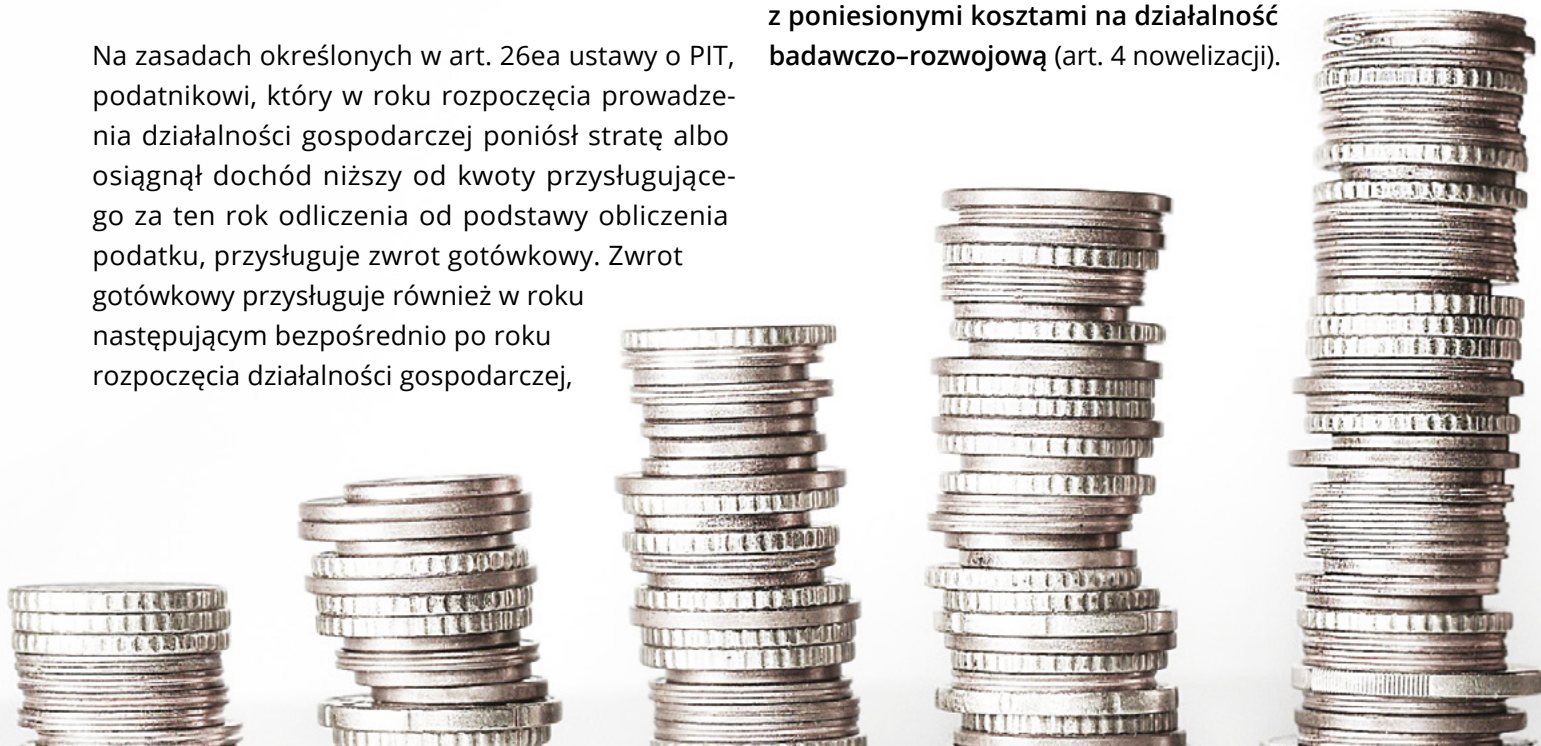 Na zasadach określonych w art. 26ea ustawy o PIT,
podatnikowi, który w roku rozpoczęcia prowadze-
nia działalności gospodarczej poniósł stratę albo
osiągnął dochód niższy od kwoty przysługujące-
go za ten rok odliczenia od podstawy obliczenia
podatku, przysługuje zwrot gotówkowy. Zwrot
gotówkowy przysługuje również w roku
następującym bezpośrednio po roku
rozpoczęcia działalności gospodarczej,
z poniesionymi kosztami na działalność
badawczo–rozwojową (art. 4 nowelizacji).